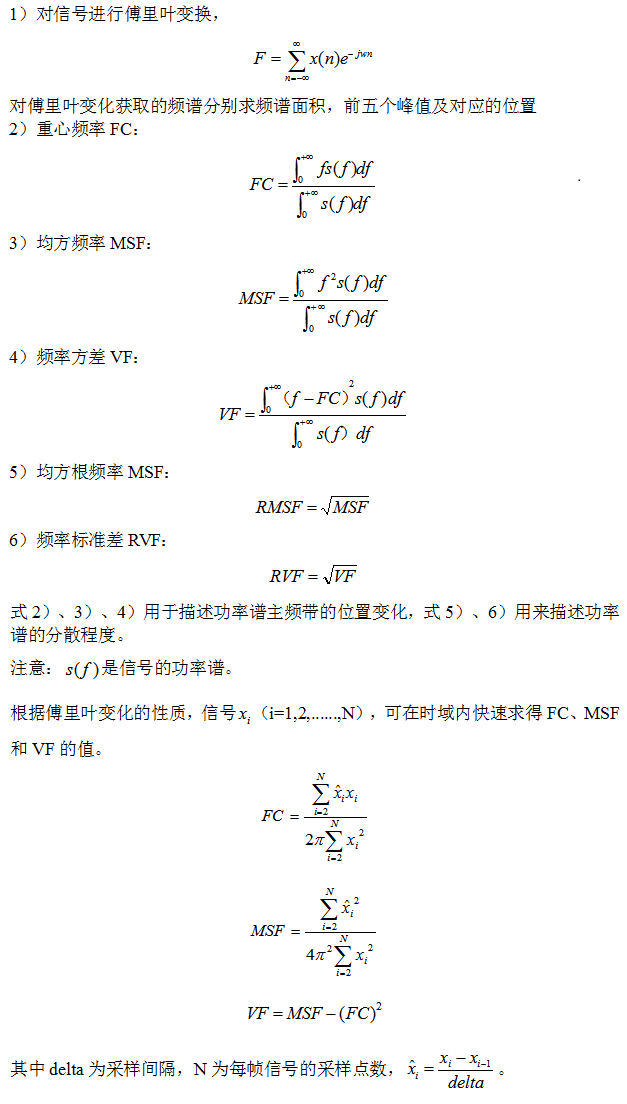 1）对信号进行傅里叶变换，
F = \sum_{n=-\infty}^{\infty} x(n)e^{-jwn}
对傅里叶变化获取的频谱分别求频谱面积，前五个峰值及对应的位置
2）重心频率 FC：
FC = \frac{\int_0^{+\infty} fs(f)df}{\int_0^{+\infty} s(f)df}
3）均方频率 MSF：
MSF = \frac{\int_0^{+\infty} f^2 s(f)df}{\int_0^{+\infty} s(f)df}
4）频率方差 VF：
VF = \frac{\int_0^{+\infty}（f-FC）^2 s(f)df}{\int_0^{+\infty} s(f）df}
5）均方根频率 MSF：
RMSF = \sqrt{MSF}
6）频率标准差 RVF：
RVF = \sqrt{VF}
式 2）、3）、4）用于描述功率谱主频带的位置变化，式 5）、6）用来描述功率
谱的分散程度。
注意：s(f)是信号的功率谱。
根据傅里叶变化的性质，信号x_i（i=1,2,......,N），可在时域内快速求得 FC、MSF
和 VF 的值。
FC = \frac{\sum_{i=2}^{N} \hat{x}_i x_i}{2\pi \sum_{i=2}^{N} x_i^2}
MSF = \frac{\sum_{i=2}^{N} \hat{x}_i^2}{4\pi^2 \sum_{i=2}^{N} x_i^2}
VF = MSF - (FC)^2
其中 delta 为采样间隔，N 为每帧信号的采样点数，\hat{x}_i = \frac{x_i - x_{i-1}}{delta}。